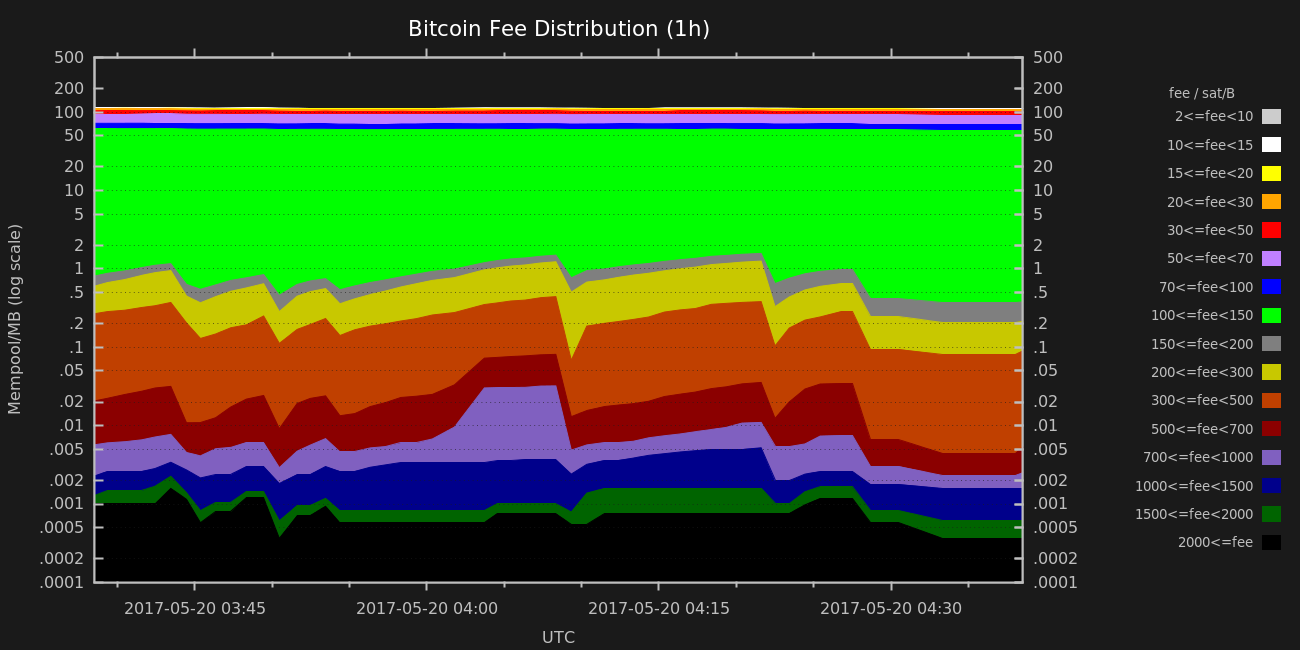 Bitcoin Fee Distribution (1h)
500
200
100
50
20
10
5
2
1
.5
.2
.1
.05
.02
.01
.005
.002
.001
.0005
.0002
.0001
Mempool/MB (log scale)
500
200
100
50
20
10
5
2
1
.5
.2
.1
.05
.02
.01
.005
.002
.001
.0005
.0002
.0001
2017-05-20 03:45
2017-05-20 04:00
2017-05-20 04:15
2017-05-20 04:30
UTC
fee / sat/B
2<=fee<10
10<=fee<15
15<=fee<20
20<=fee<30
30<=fee<50
50<=fee<70
70<=fee<100
100<=fee<150
150<=fee<200
200<=fee<300
300<=fee<500
500<=fee<700
700<=fee<1000
1000<=fee<1500
1500<=fee<2000
2000<=fee